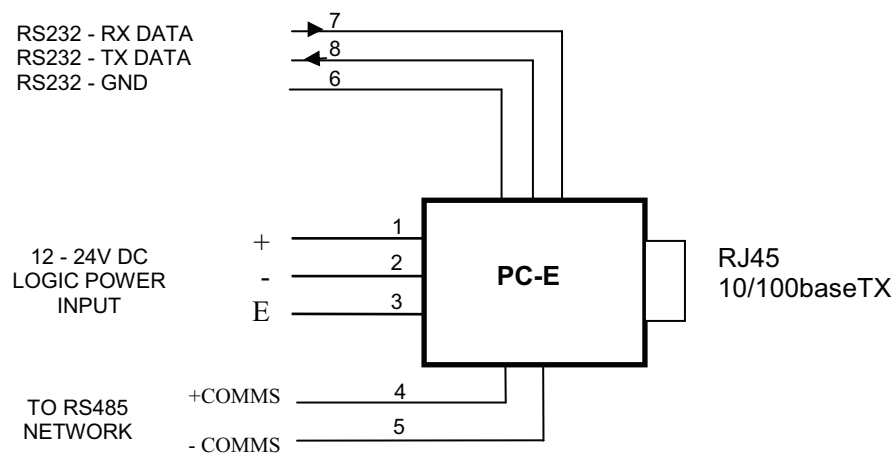 RS232 - RX DATA
7
RS232 - TX DATA
8
RS232 - GND
6
12 - 24V DC
LOGIC POWER
INPUT
+
1
-
2
E
3
PC-E
RJ45
10/100baseTX
TO RS485
NETWORK
+COMMS
4
- COMMS
5